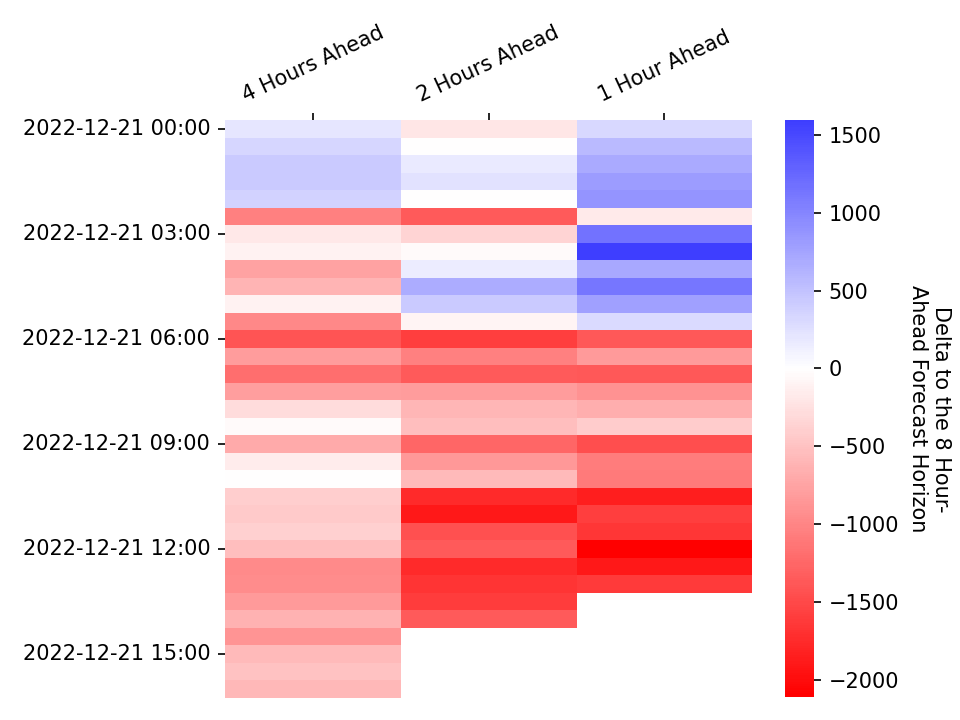 4 Hours Ahead
2 Hours Ahead
1 Hour Ahead
2022-12-21 00:00
2022-12-21 03:00
2022-12-21 06:00
2022-12-21 09:00
2022-12-21 12:00
2022-12-21 15:00
1500
1000
500
0
−500
−1000
−1500
−2000
Delta to the 8 Hour-
Ahead Forecast Horizon